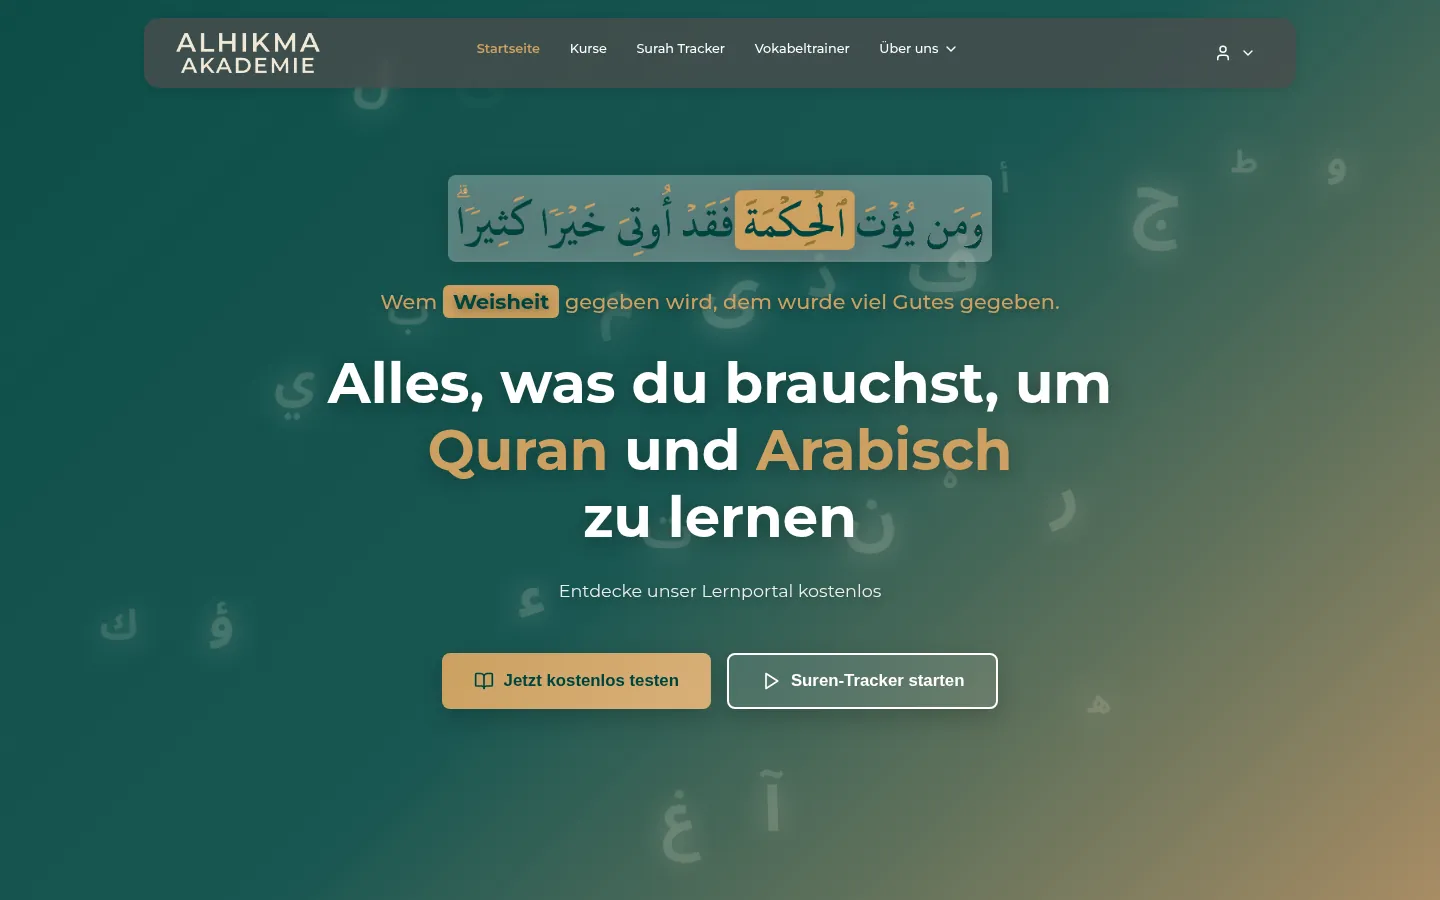 ALHIKMA
AKADEMIE
Startseite
Kurse
Surah Tracker
Vokabeltrainer
Über uns
وَمَن يُؤْتَ ٱلْحِكْمَةَ فَقَدْ أُوتِىَ خَيْرًا كَثِيرًا ۗ
Wem Weisheit gegeben wird, dem wurde viel Gutes gegeben.
Alles, was du brauchst, um
Quran und Arabisch
zu lernen
Entdecke unser Lernportal kostenlos
Jetzt kostenlos testen
Suren-Tracker starten
ل
أ
ط
و
ج
ف
ذ
ى
م
ب
ي
ه
ر
ن
ت
ء
ك
ؤ
ه
آ
غ